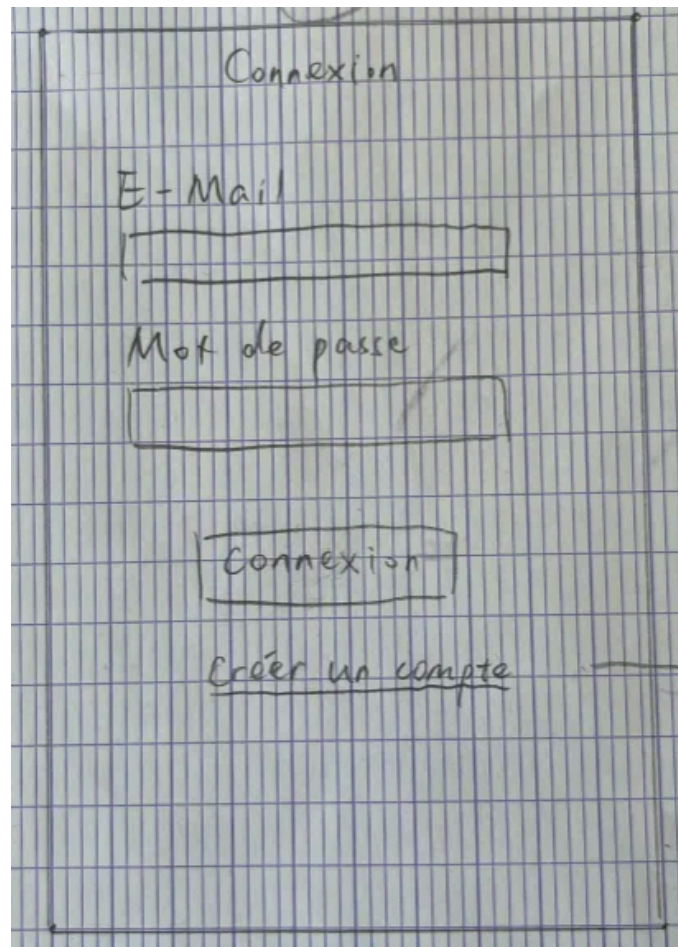 Connexion
E-Mail
Mot de passe
Connexion
Créer un compte